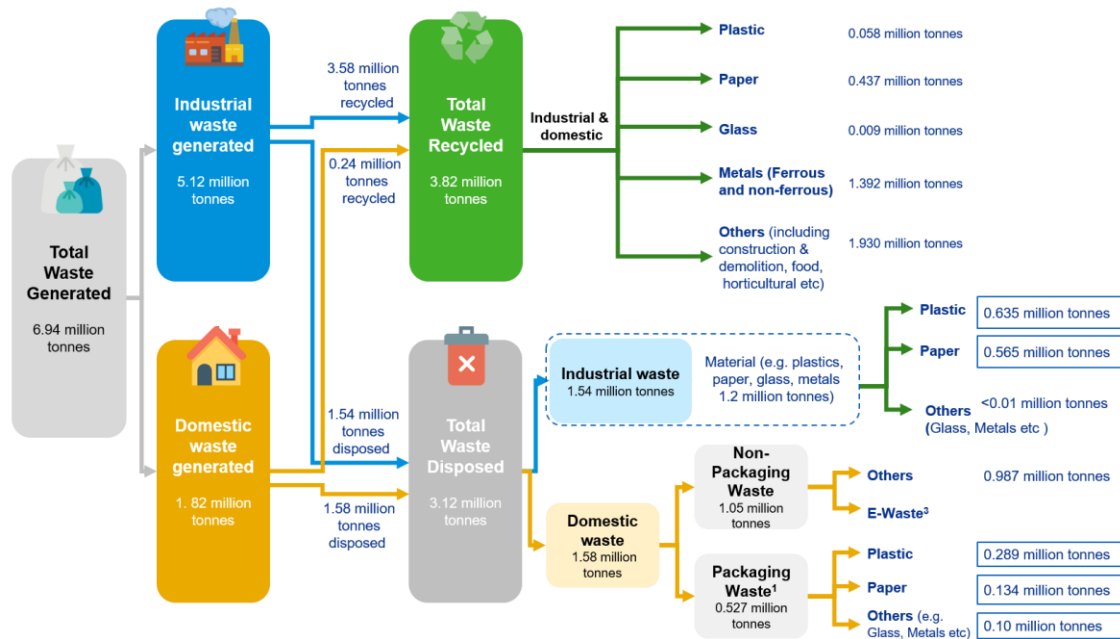 Total
Waste
Generated
6.94 million
tonnes
Industrial
waste
generated
5.12 million
tonnes
Domestic
waste
generated
1. 82 million
tonnes
3.58 million
tonnes
recycled
0.24 million
tonnes
recycled
1.54 million
tonnes
disposed
1.58 million
tonnes
disposed
Total
Waste
Recycled
3.82 million
tonnes
Total
Waste
Disposed
3.12 million
tonnes
Industrial &
domestic
Plastic
0.058 million tonnes
Paper
0.437 million tonnes
Glass
0.009 million tonnes
Metals (Ferrous
and non-ferrous)
1.392 million tonnes
Others (including
construction &
demolition, food,
horticultural etc)
1.930 million tonnes
Industrial waste
1.54 million tonnes
Material (e.g. plastics,
paper, glass, metals
1.2 million tonnes)
Plastic
0.635 million tonnes
Paper
0.565 million tonnes
Others
(Glass, Metals etc )
<0.01 million tonnes
Domestic
waste
1.58 million
tonnes
Non-
Packaging
Waste
1.05 million
tonnes
Others
0.987 million tonnes
E-Waste³
Packaging
Waste¹
0.527 million
tonnes
Plastic
0.289 million tonnes
Paper
0.134 million tonnes
Others (e.g.
Glass, Metals etc)
0.10 million tonnes